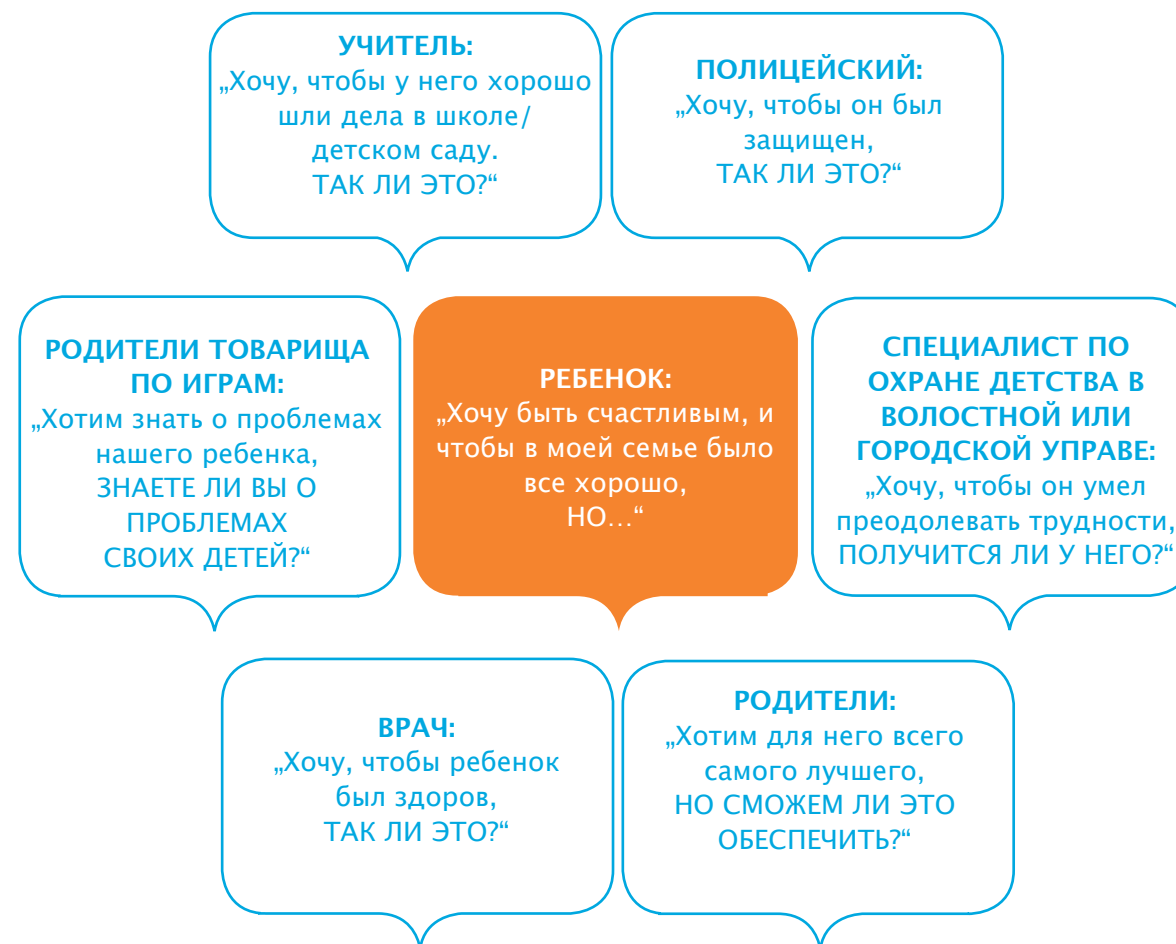 УЧИТЕЛЬ:
„Хочу, чтобы у него хорошо
шли дела в школе/
детском саду.
ТАК ЛИ ЭТО?“
ПОЛИЦЕЙСКИЙ:
„Хочу, чтобы он был
защищен,
ТАК ЛИ ЭТО?“
РОДИТЕЛИ ТОВАРИЩА
ПО ИГРАМ:
„Хотим знать о проблемах
нашего ребенка,
ЗНАЕТЕ ЛИ ВЫ О
ПРОБЛЕМАХ
СВОИХ ДЕТЕЙ?“
РЕБЕНОК:
„Хочу быть счастливым, и
чтобы в моей семье было
все хорошо,
НО...“
СПЕЦИАЛИСТ ПО
ОХРАНЕ ДЕТСТВА В
ВОЛОСТНОЙ ИЛИ
ГОРОДСКОЙ УПРАВЕ:
„Хочу, чтобы он умел
преодолевать трудности,
ПОЛУЧИТСЯ ЛИ У НЕГО?“
ВРАЧ:
„Хочу, чтобы ребенок
был здоров,
ТАК ЛИ ЭТО?“
РОДИТЕЛИ:
„Хотим для него всего
самого лучшего,
НО СМОЖЕМ ЛИ ЭТО
ОБЕСПЕЧИТЬ?“